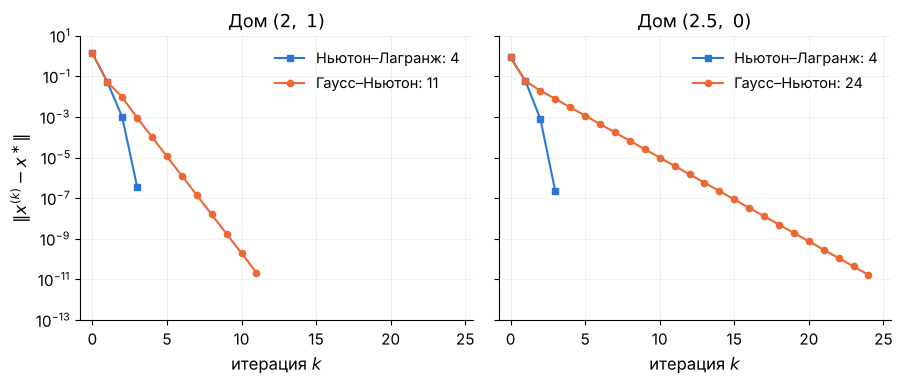 Дом (2, 1)
Ньютон–Лагранж: 4
Гаусс–Ньютон: 11
‖x⁽ᵏ⁾ − x*‖
10¹
10⁻¹
10⁻³
10⁻⁵
10⁻⁷
10⁻⁹
10⁻¹¹
10⁻¹³
0 5 10 15 20 25
итерация k
Дом (2.5, 0)
Ньютон–Лагранж: 4
Гаусс–Ньютон: 24
0 5 10 15 20 25
итерация k